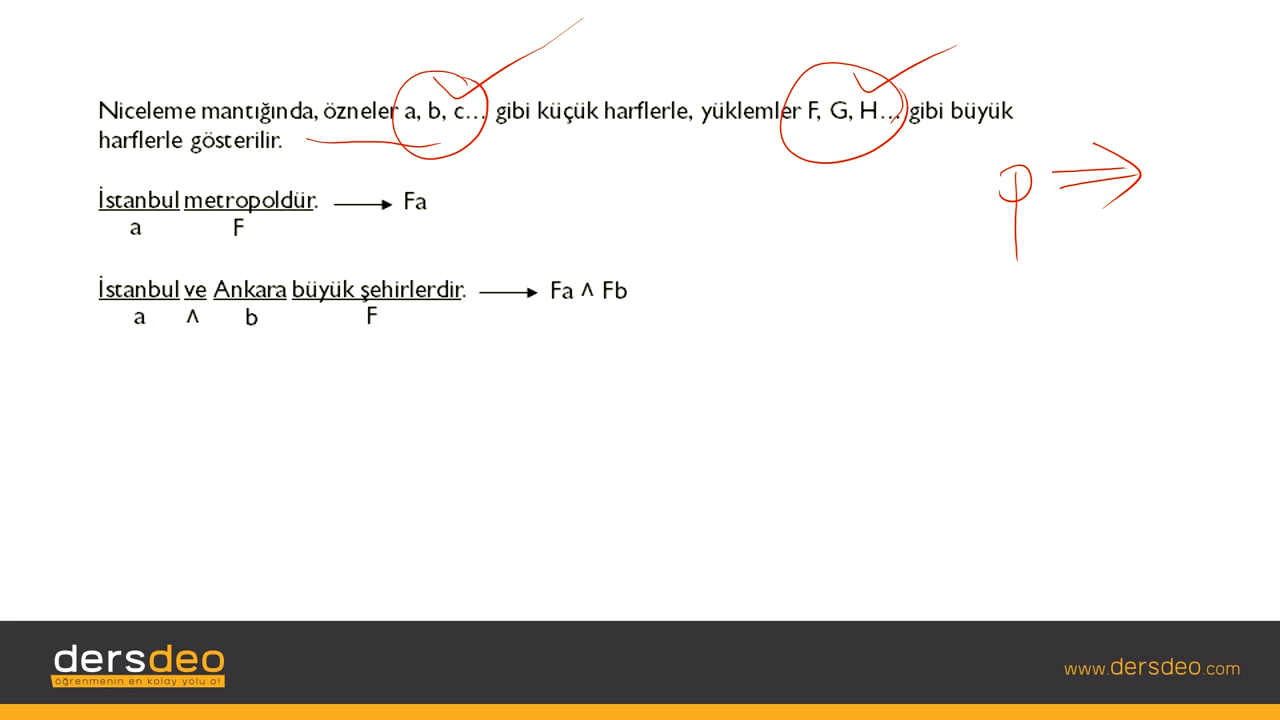 Niceleme mantığında, özneler a, b, c... gibi küçük harflerle, yüklemler F, G, H... gibi büyük
harflerle gösterilir.
p ⇒
İstanbul metropoldür. → Fa
a F
İstanbul ve Ankara büyük şehirlerdir. → Fa ∧ Fb
a ∧ b F
dersdeo
öğrenmenin en kolay yolu o!
www.dersdeo.com